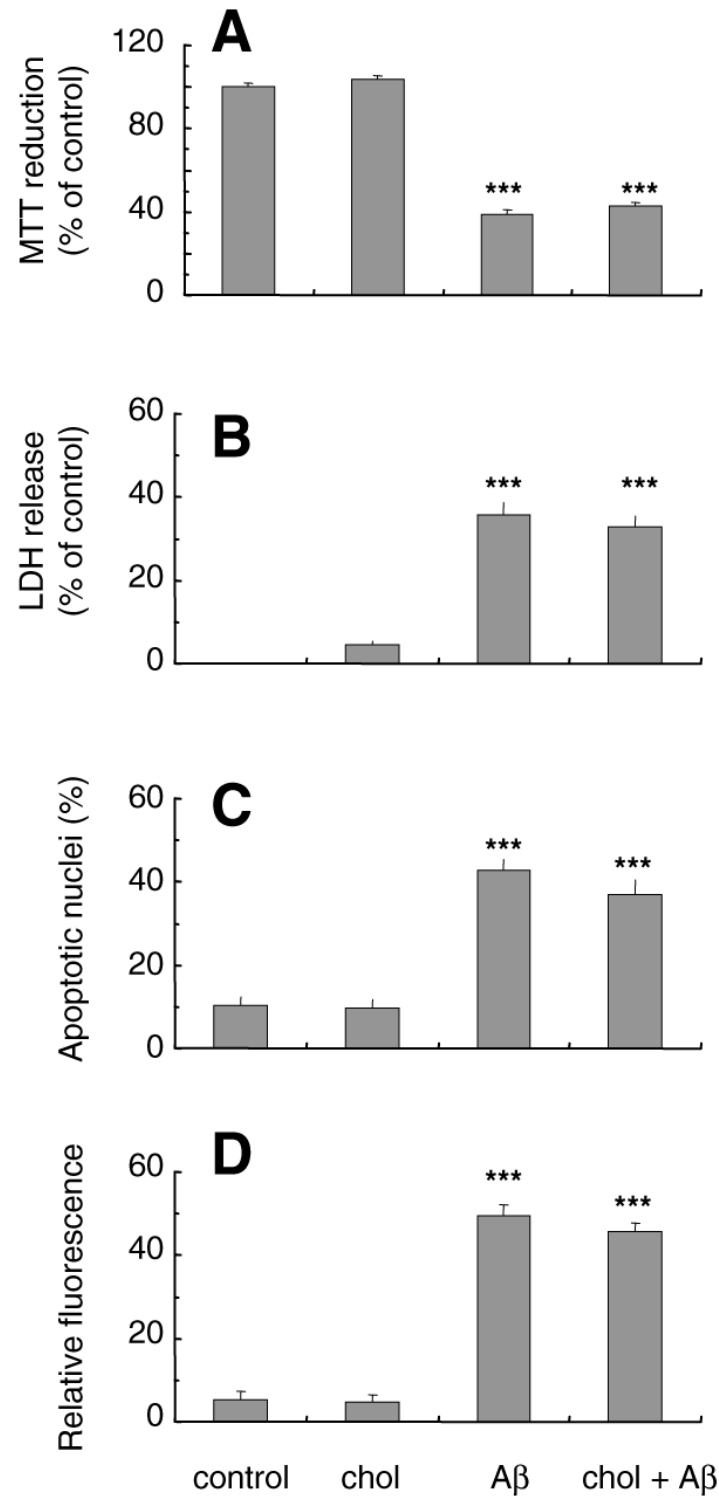 A
MTT reduction
(% of control)
120
80
40
0
***
***
B
LDH release
(% of control)
60
40
20
0
***
***
C
Apoptotic nuclei (%)
60
40
20
0
***
***
D
Relative fluorescence
60
40
20
0
***
***
control chol Aβ chol + Aβ